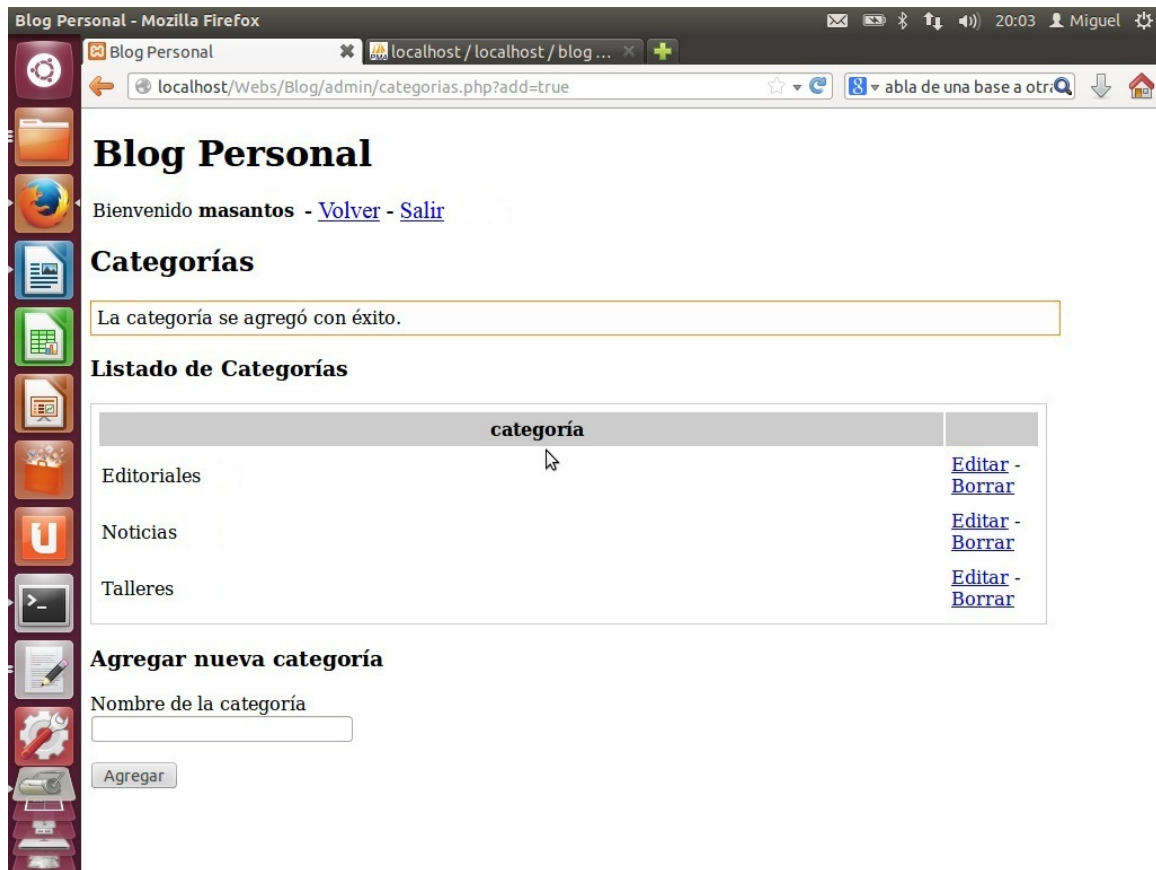 Blog Personal - Mozilla Firefox
20:03 Miguel
Blog Personal
localhost / localhost / blog ...
localhost/Webs/Blog/admin/categorias.php?add=true
abla de una base a otra
Blog Personal
Bienvenido masantos - Volver - Salir
Categorías
La categoría se agregó con éxito.
Listado de Categorías
categoría
Editoriales
Editar -
Borrar
Noticias
Editar -
Borrar
Talleres
Editar -
Borrar
Agregar nueva categoría
Nombre de la categoría
Agregar